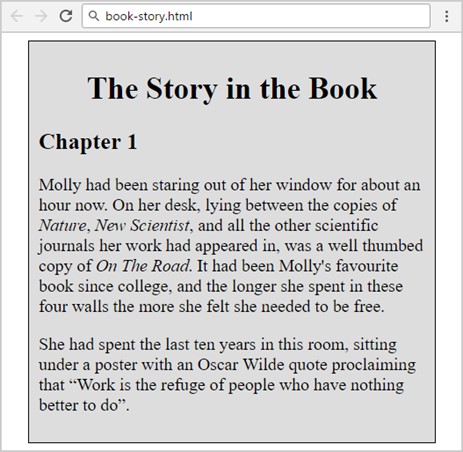 book-story.html
The Story in the Book
Chapter 1
Molly had been staring out of her window for about an
hour now. On her desk, lying between the copies of
Nature, New Scientist, and all the other scientific
journals her work had appeared in, was a well thumbed
copy of On The Road. It had been Molly's favourite
book since college, and the longer she spent in these
four walls the more she felt she needed to be free.
She had spent the last ten years in this room, sitting
under a poster with an Oscar Wilde quote proclaiming
that “Work is the refuge of people who have nothing
better to do”.